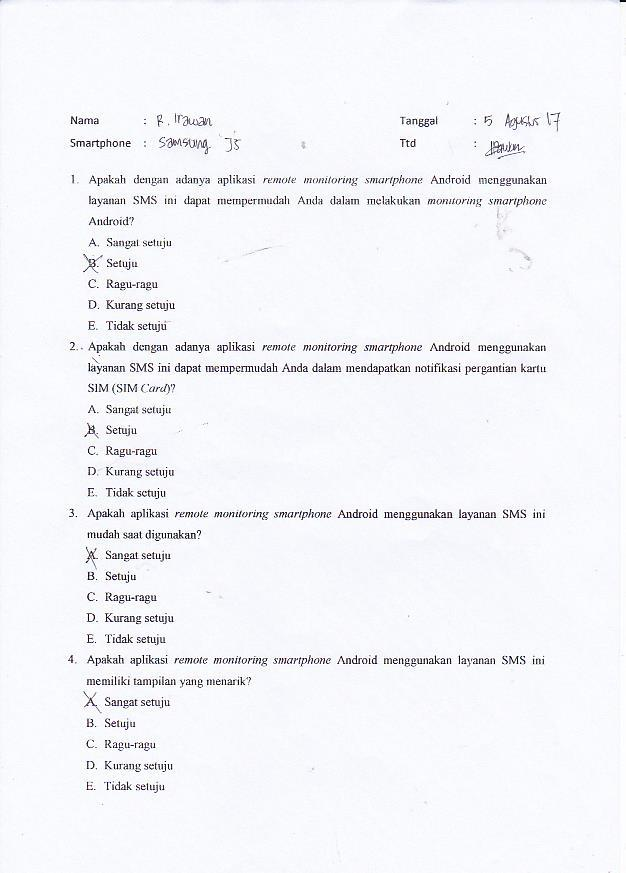 Nama : R. Irawan Tanggal : 5 Agustus 17
Smartphone : Samsung J5 Ttd :
1. Apakah dengan adanya aplikasi remote monitoring smartphone Android menggunakan
layanan SMS ini dapat mempermudah Anda dalam melakukan monitoring smartphone
Android?
A. Sangat setuju
B. Setuju
C. Ragu-ragu
D. Kurang setuju
E. Tidak setuju
2. Apakah dengan adanya aplikasi remote monitoring smartphone Android menggunakan
layanan SMS ini dapat mempermudah Anda dalam mendapatkan notifikasi pergantian kartu
SIM (SIM Card)?
A. Sangat setuju
B. Setuju
C. Ragu-ragu
D. Kurang setuju
E. Tidak setuju
3. Apakah aplikasi remote monitoring smartphone Android menggunakan layanan SMS ini
mudah saat digunakan?
A. Sangat setuju
B. Setuju
C. Ragu-ragu
D. Kurang setuju
E. Tidak setuju
4. Apakah aplikasi remote monitoring smartphone Android menggunakan layanan SMS ini
memiliki tampilan yang menarik?
A. Sangat setuju
B. Setuju
C. Ragu-ragu
D. Kurang setuju
E. Tidak setuju